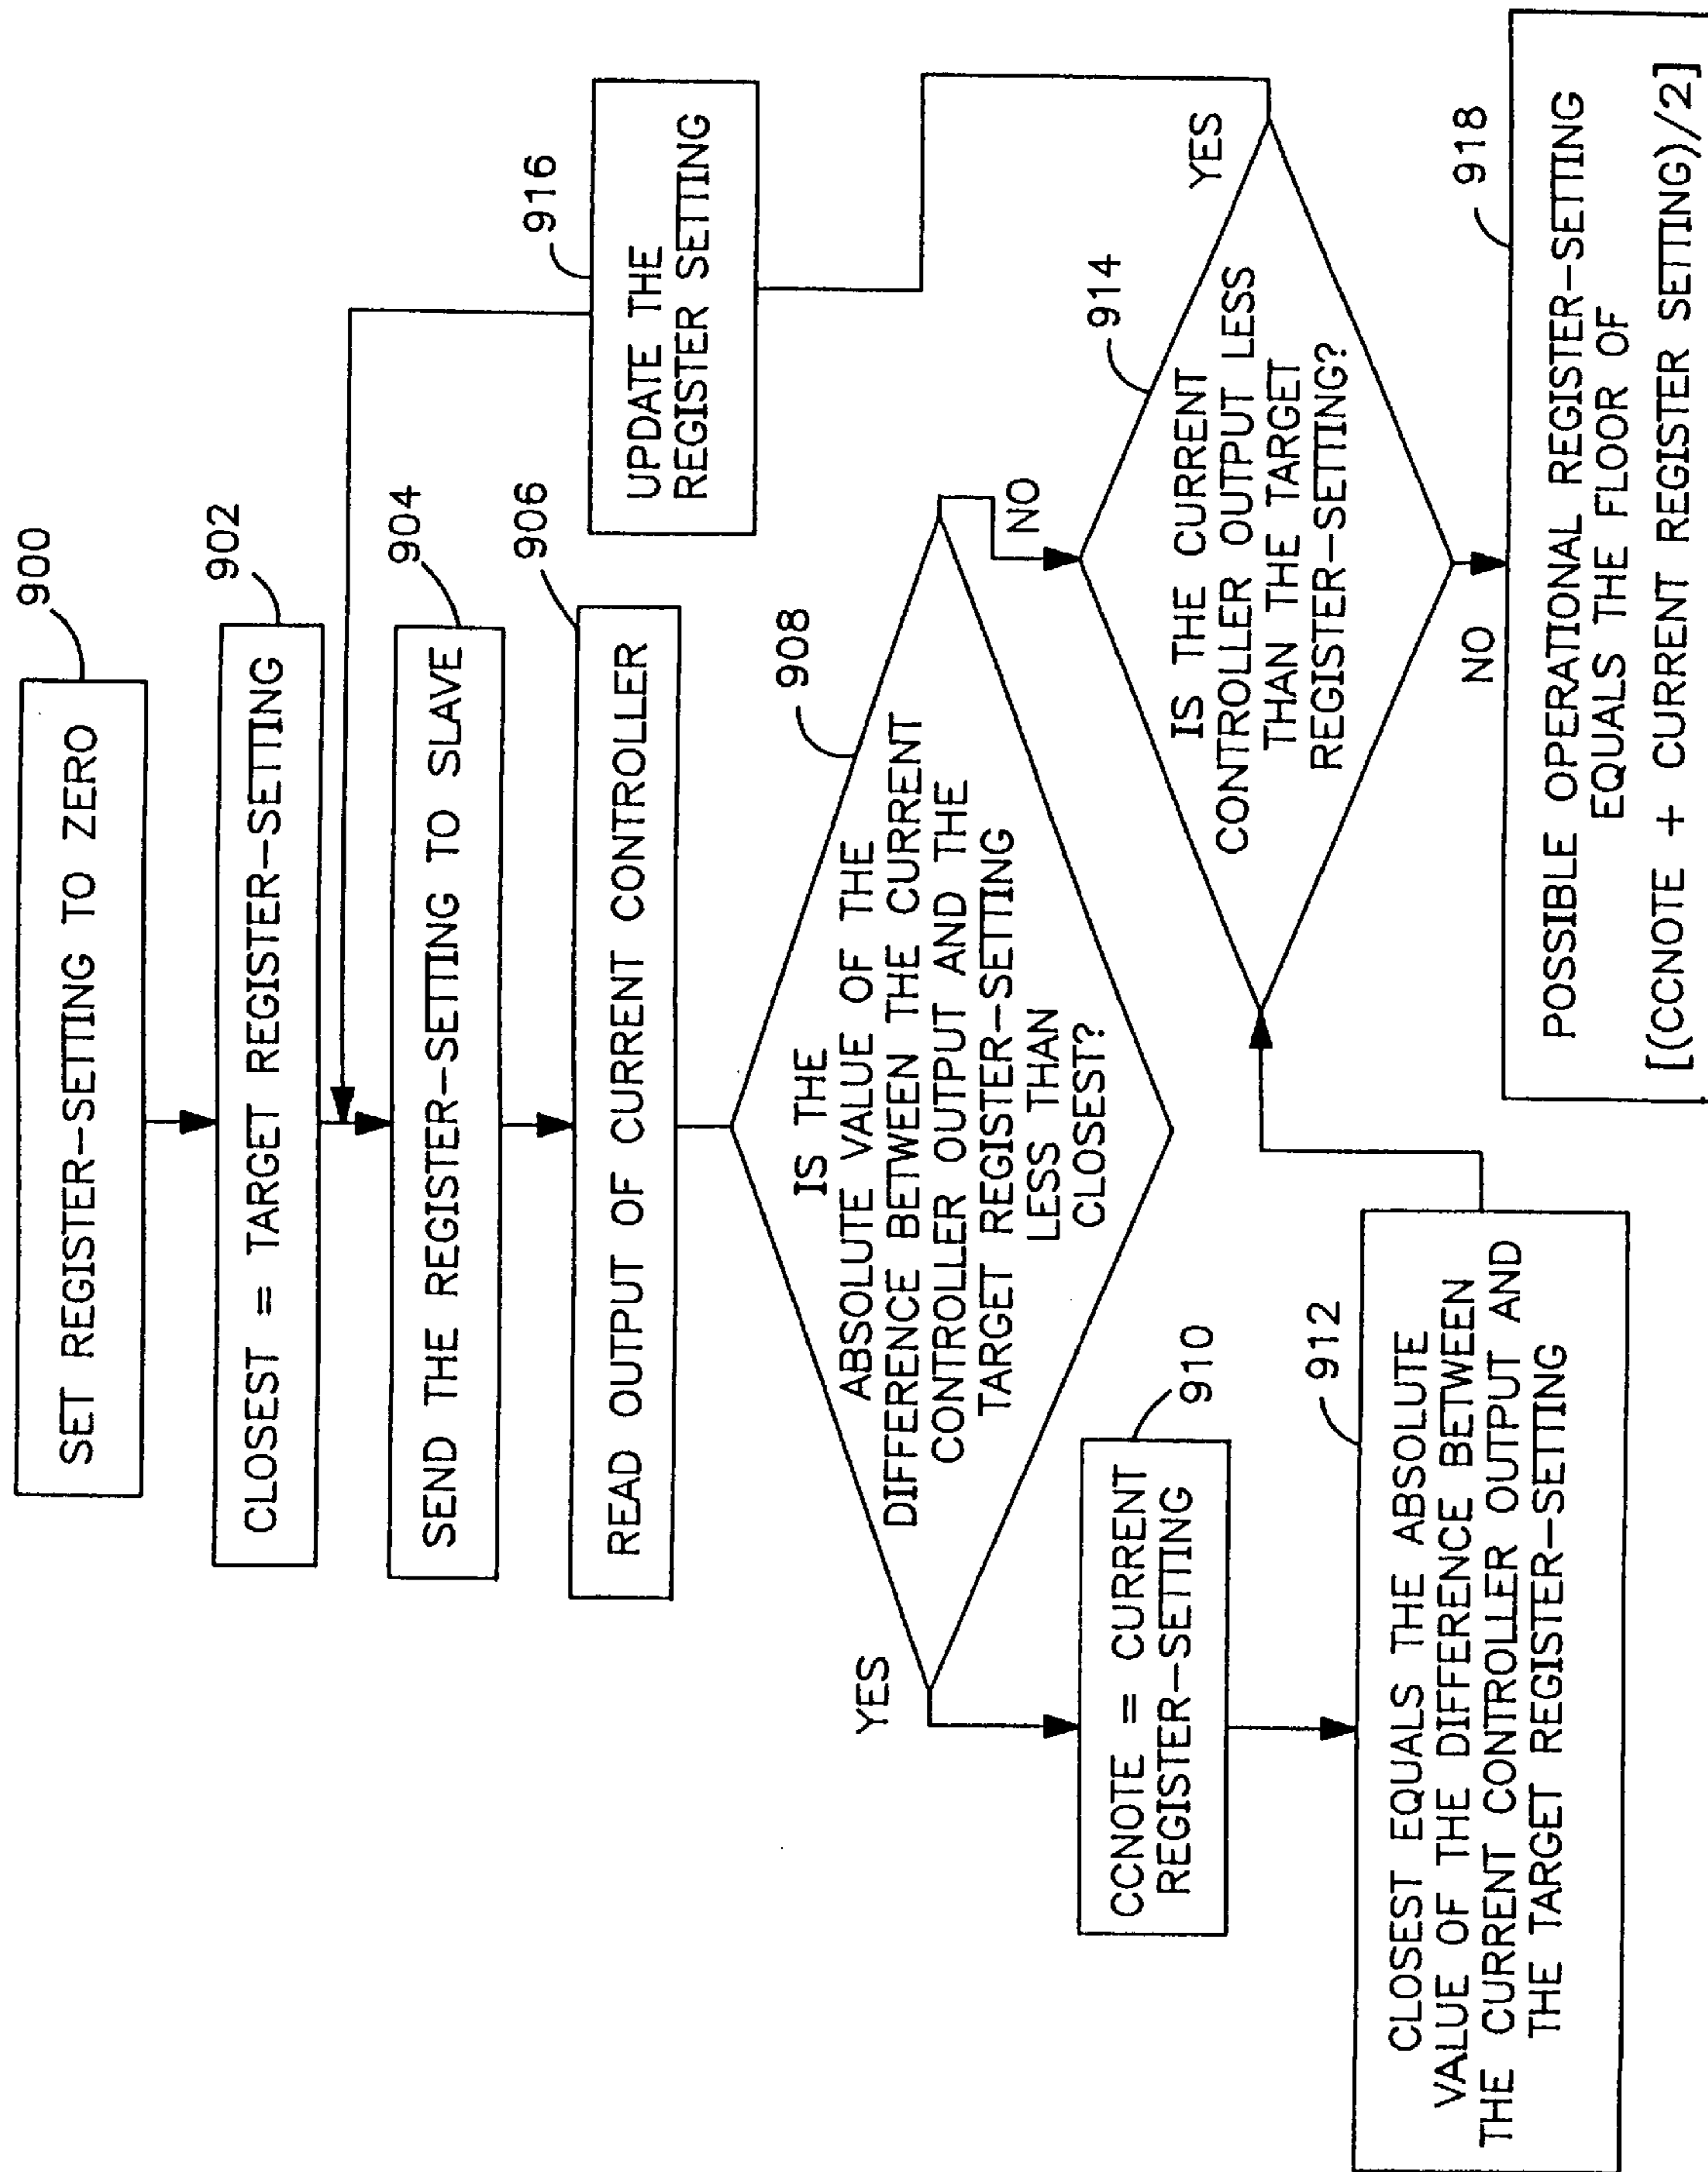 900
SET REGISTER-SETTING TO ZERO
902
CLOSEST = TARGET REGISTER-SETTING
904
SEND THE REGISTER-SETTING TO SLAVE
906
READ OUTPUT OF CURRENT CONTROLLER
908
IS THE
ABSOLUTE VALUE OF THE
DIFFERENCE BETWEEN THE CURRENT
CONTROLLER OUTPUT AND THE
TARGET REGISTER-SETTING
LESS THAN
CLOSEST?
YES
NO
910
CCNOTE = CURRENT
REGISTER-SETTING
912
CLOSEST EQUALS THE ABSOLUTE
VALUE OF THE DIFFERENCE BETWEEN
THE CURRENT CONTROLLER OUTPUT AND
THE TARGET REGISTER-SETTING
914
IS THE CURRENT
CONTROLLER OUTPUT LESS
THAN THE TARGET
REGISTER-SETTING?
YES
NO
916
UPDATE THE
REGISTER SETTING
918
POSSIBLE OPERATIONAL REGISTER-SETTING
EQUALS THE FLOOR OF
[(CCNOTE + CURRENT REGISTER SETTING)/2]